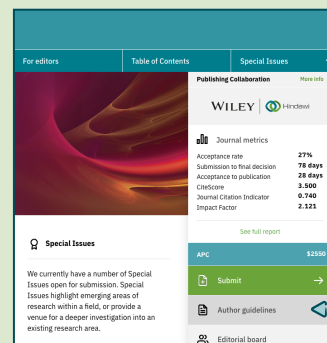 For editors
Table of Contents
Special Issues
Publishing Collaboration More info
WILEY Hindawi
Journal metrics
Acceptance rate 27%
Submission to final decision 78 days
Acceptance to publication 28 days
CiteScore 3.500
Journal Citation Indicator 0.740
Impact Factor 2.121
See full report
APC $2550
Submit
Author guidelines
Editorial board
Special Issues
We currently have a number of Special
Issues open for submission. Special
Issues highlight emerging areas of
research within a field, or provide a
venue for a deeper investigation into an
existing research area.